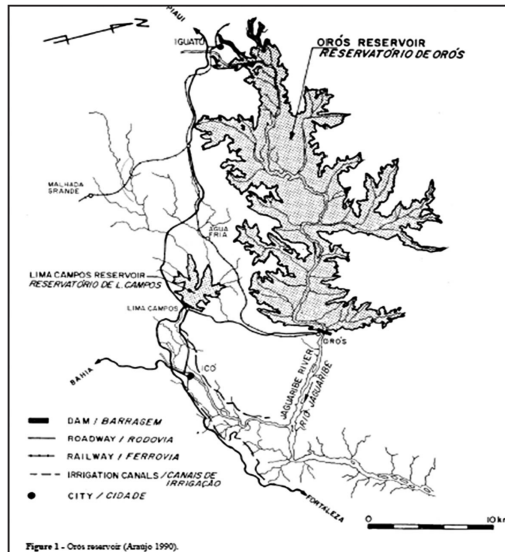 PIAUÍ
N
IGUATU
ORÓS RESERVOIR
RESERVATÓRIO DE ORÓS
MALHADA
GRANDE
AGUA
FRIA
LIMA CAMPOS RESERVOIR
RESERVATÓRIO DE L. CAMPOS
LIMA CAMPOS
ORÓS
BAHIA
ICÓ
JAGUARIBE RIVER
RIO JAGUARIBE
DAM / BARRAGEM
ROADWAY / RODOVIA
RAILWAY / FERROVIA
IRRIGATION CANALS / CANAIS DE
IRRIGAÇÃO
CITY / CIDADE
FORTALEZA
0 10 km
Figure 1 - Oros reservoir (Araujo 1990).